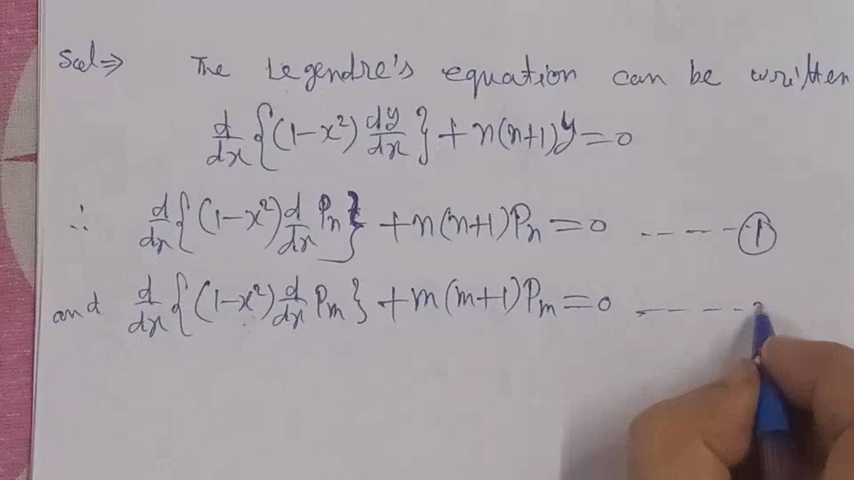 Sol⇒ The Legendre's equation can be written
d/dx {(1-x²) dy/dx} + n(n+1)y = 0
∴ d/dx {(1-x²) d/dx Pₙ} + n(n+1)Pₙ = 0 ----- ①
and d/dx {(1-x²) d/dx Pₘ} + m(m+1)Pₘ = 0 -----